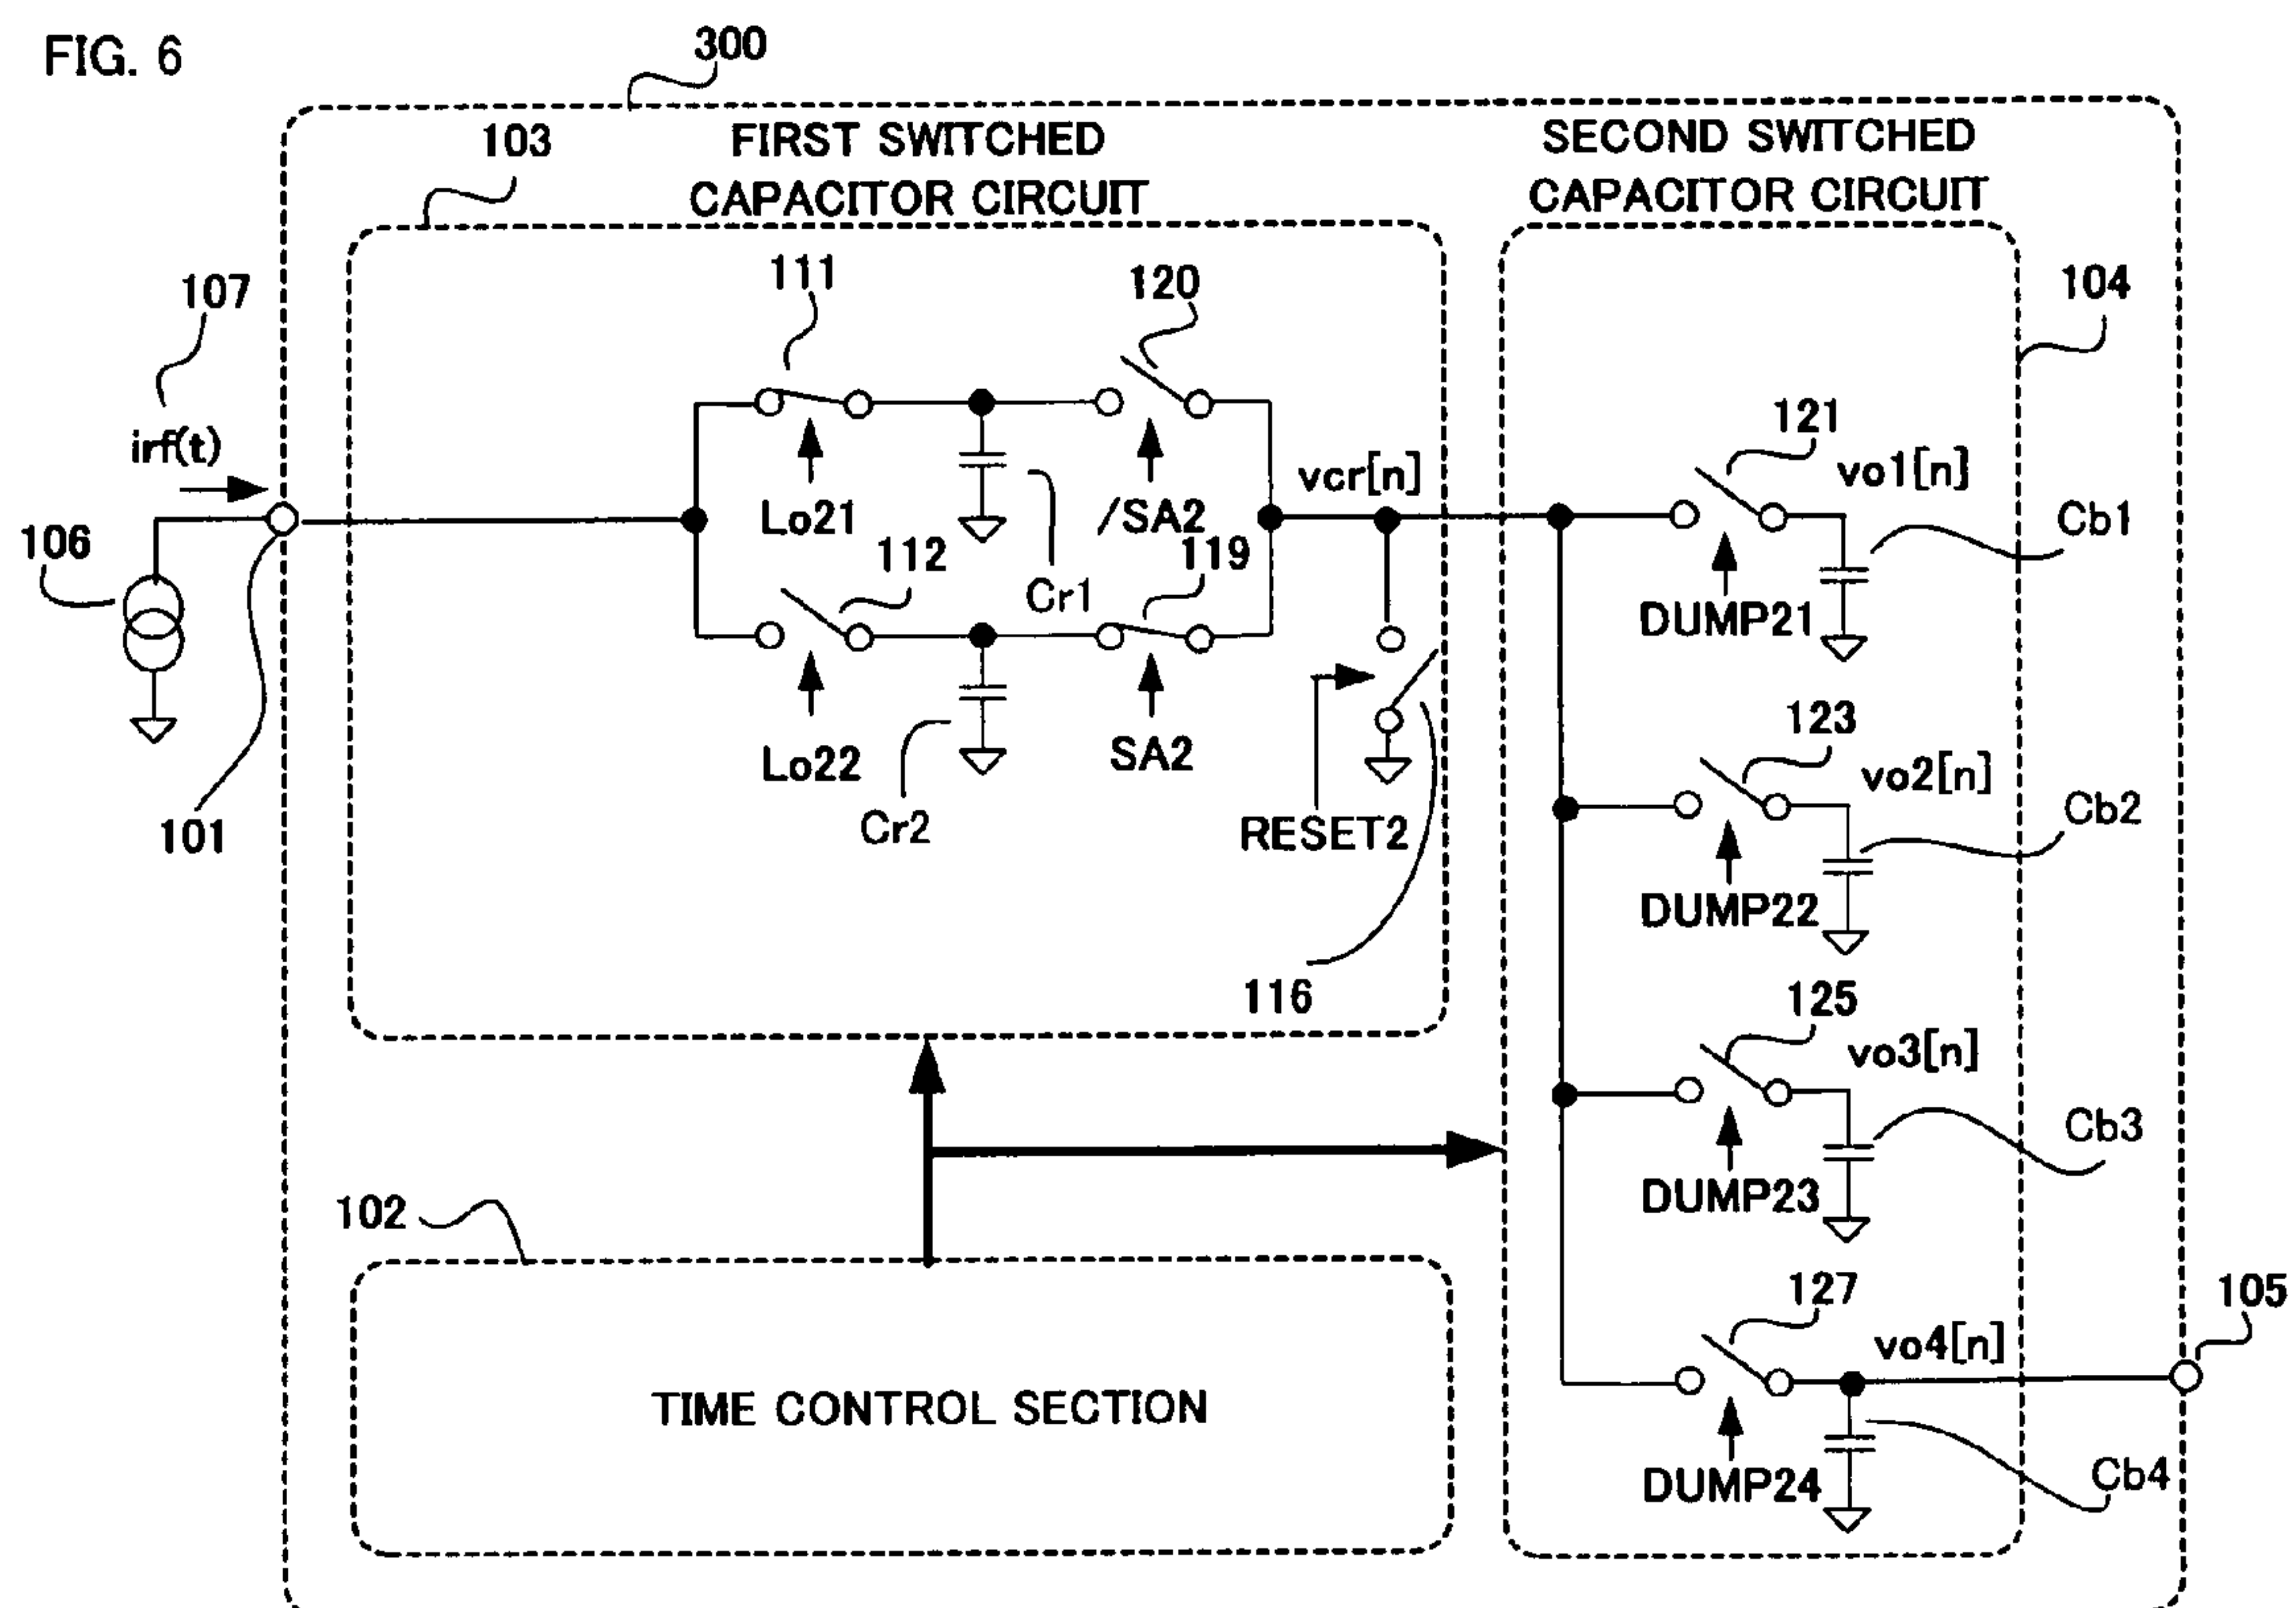 FIG. 6
300
103
FIRST SWITCHED
CAPACITOR CIRCUIT
SECOND SWITCHED
CAPACITOR CIRCUIT
107
111
120
104
irf(t)
121
vo1[n]
vcr[n]
Lo21
/SA2
Cb1
106
112
119
Cr1
DUMP21
123
vo2[n]
Lo22
SA2
Cb2
101
Cr2
RESET2
DUMP22
116
125
vo3[n]
Cb3
DUMP23
102
127
105
vo4[n]
TIME CONTROL SECTION
DUMP24
Cb4